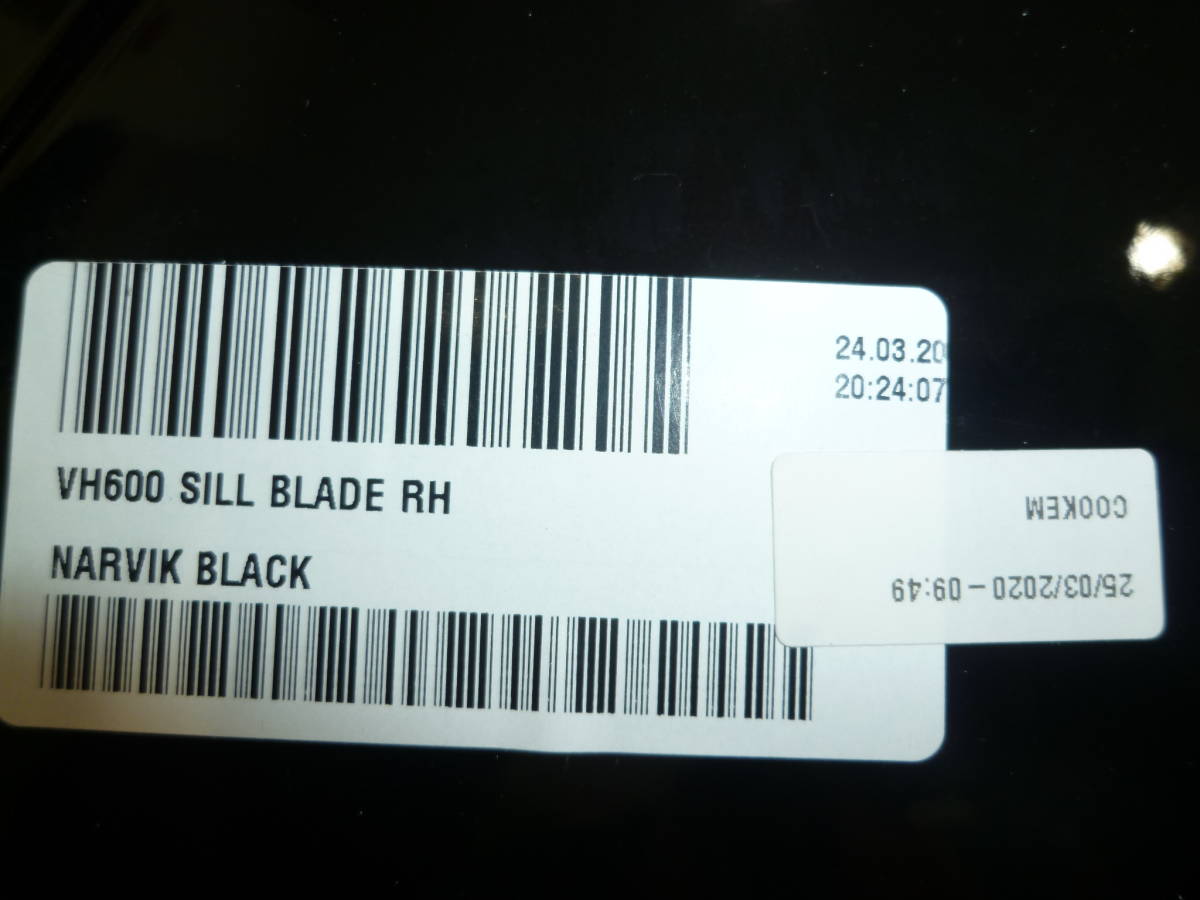 24.03.20
20:24:07
VH600 SILL BLADE RH
NARVIK BLACK
25/03/2020 – 09:49
COOKEM